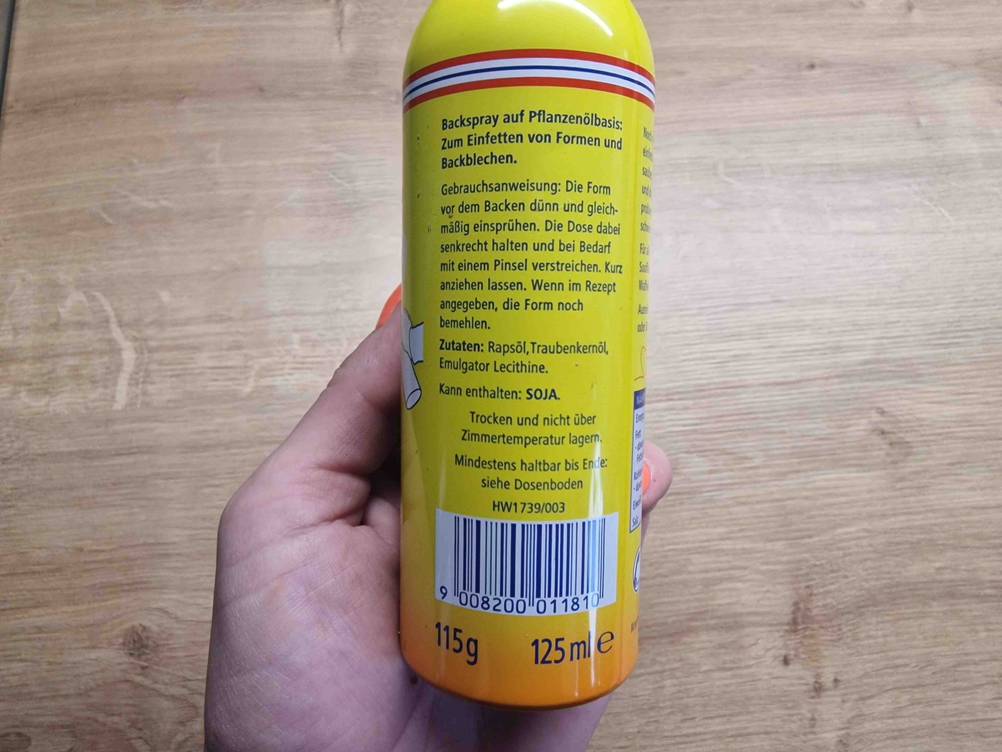 Backspray auf Pflanzenölbasis:
Zum Einfetten von Formen und
Backblechen.
Gebrauchsanweisung: Die Form
vor dem Backen dünn und gleich-
mäßig einsprühen. Die Dose dabei
senkrecht halten und bei Bedarf
mit einem Pinsel verstreichen. Kurz
anziehen lassen. Wenn im Rezept
angegeben, die Form noch
bemehlen.
Zutaten: Rapsöl,Traubenkernöl,
Emulgator Lecithine.
Kann enthalten: SOJA.
Trocken und nicht über
Zimmertemperatur lagern.
Mindestens haltbar bis Ende:
siehe Dosenboden
HW1739/003
9 008200 011810
115g 125 ml e